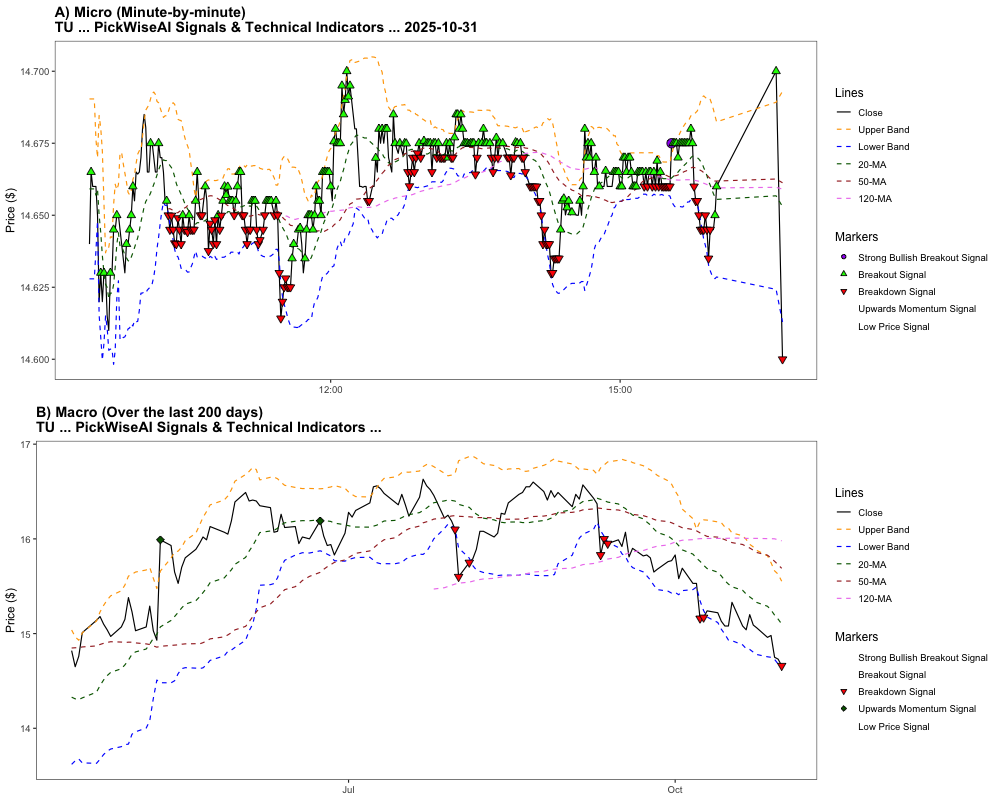 A) Micro (Minute-by-minute)
TU ... PickWiseAI Signals & Technical Indicators ... 2025-10-31
Price ($)
14.700
14.675
14.650
14.625
14.600
12:00
15:00
Lines
Close
Upper Band
Lower Band
20-MA
50-MA
120-MA
Markers
Strong Bullish Breakout Signal
Breakout Signal
Breakdown Signal
Upwards Momentum Signal
Low Price Signal
B) Macro (Over the last 200 days)
TU ... PickWiseAI Signals & Technical Indicators ...
Price ($)
17
16
15
14
Jul
Oct
Lines
Close
Upper Band
Lower Band
20-MA
50-MA
120-MA
Markers
Strong Bullish Breakout Signal
Breakout Signal
Breakdown Signal
Upwards Momentum Signal
Low Price Signal